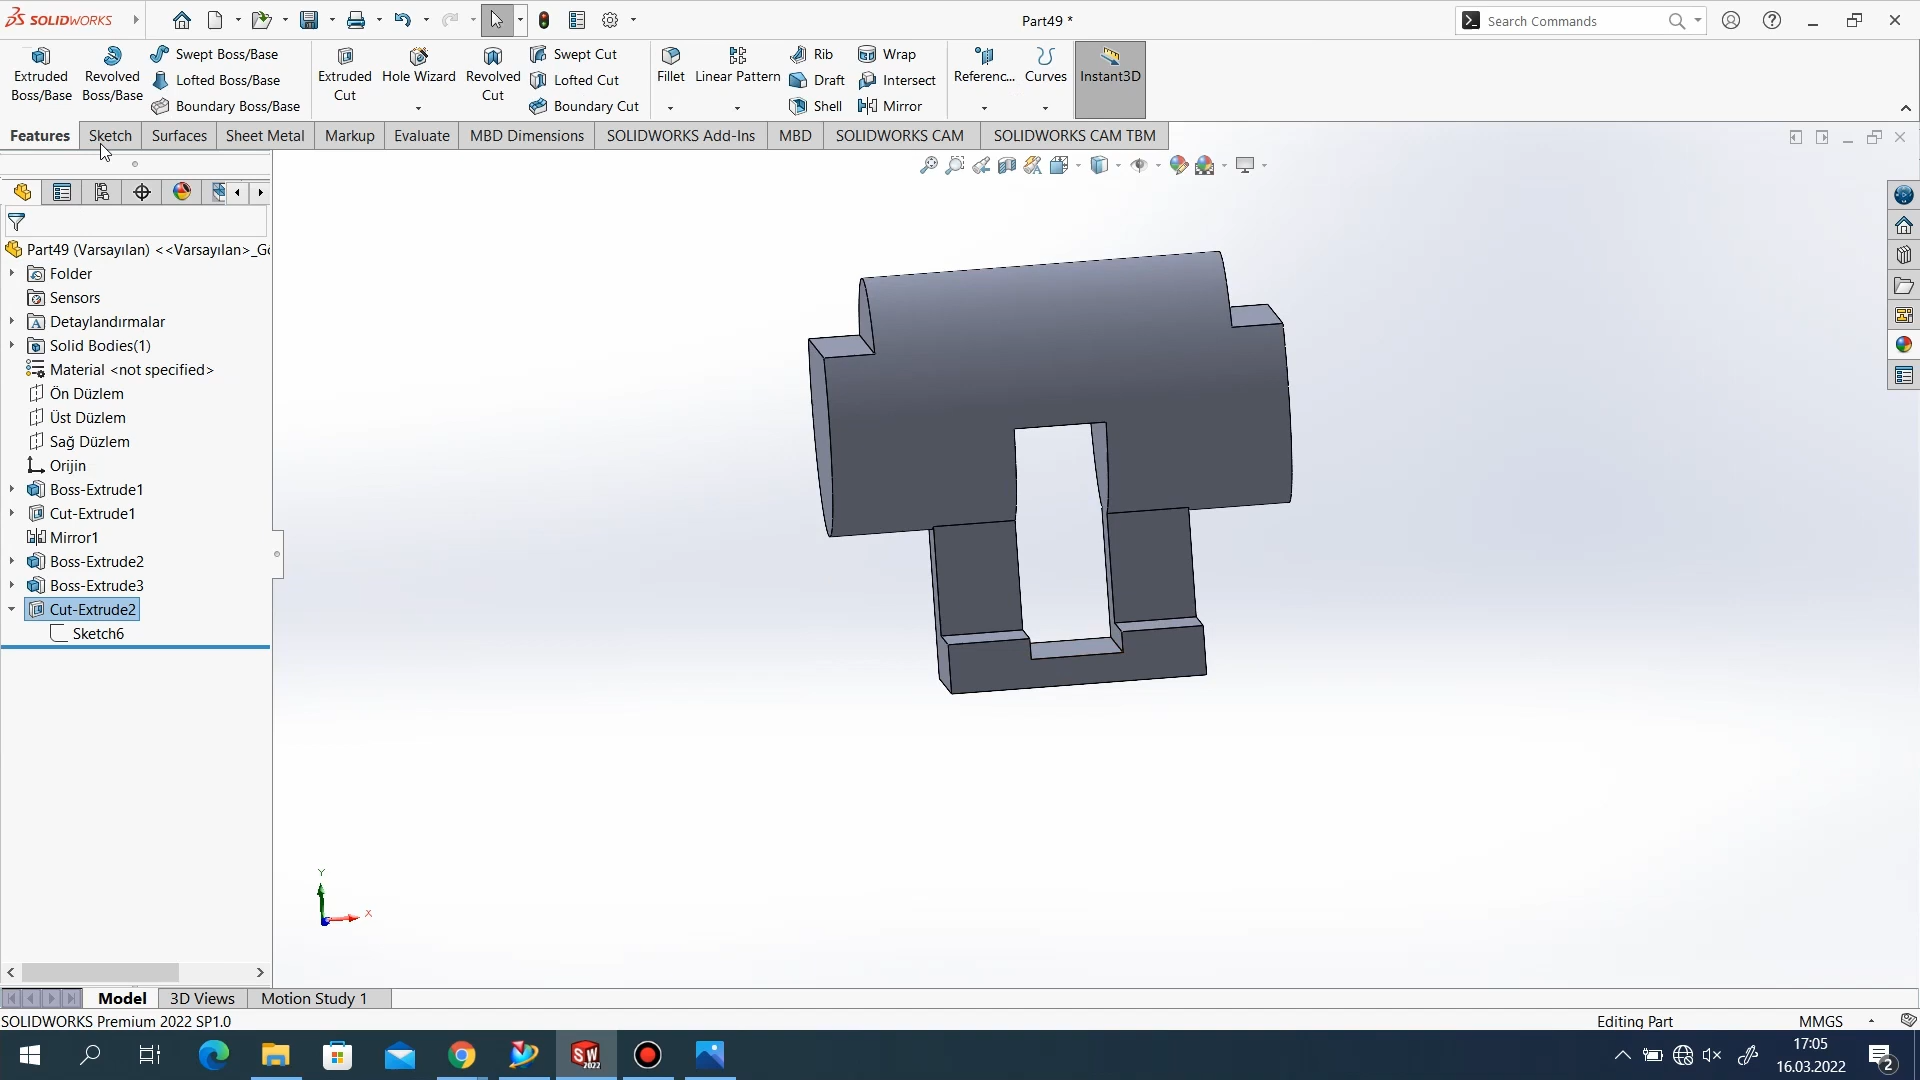 SOLIDWORKS
Part49 *
Search Commands
Extruded Boss/Base
Revolved Boss/Base
Swept Boss/Base
Lofted Boss/Base
Boundary Boss/Base
Extruded Cut
Hole Wizard
Revolved Cut
Swept Cut
Lofted Cut
Boundary Cut
Fillet
Linear Pattern
Rib
Draft
Shell
Wrap
Intersect
Mirror
Referenc...
Curves
Instant3D
Features
Sketch
Surfaces
Sheet Metal
Markup
Evaluate
MBD Dimensions
SOLIDWORKS Add-Ins
MBD
SOLIDWORKS CAM
SOLIDWORKS CAM TBM
Part49 (Varsayılan) <<Varsayılan>_Gö
Folder
Sensors
Detaylandırmalar
Solid Bodies(1)
Material <not specified>
Ön Düzlem
Üst Düzlem
Sağ Düzlem
Orijin
Boss-Extrude1
Cut-Extrude1
Mirror1
Boss-Extrude2
Boss-Extrude3
Cut-Extrude2
Sketch6
Y
X
Model
3D Views
Motion Study 1
SOLIDWORKS Premium 2022 SP1.0
Editing Part
MMGS
SW
2022
17:05
16.03.2022
2